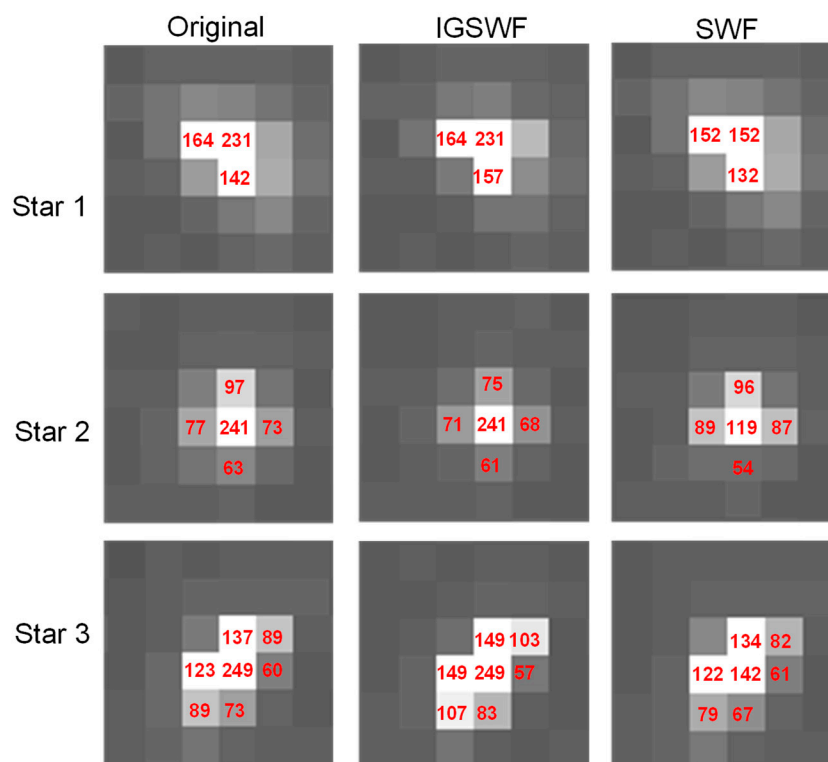 Original IGSWF SWF
164 231 164 231 152 152
142 157 132
Star 1
97 75 96
Star 2 77 241 73 71 241 68 89 119 87
63 61 54
Star 3 137 89 149 103 134 82
123 249 60 149 249 57 122 142 61
89 73 107 83 79 67